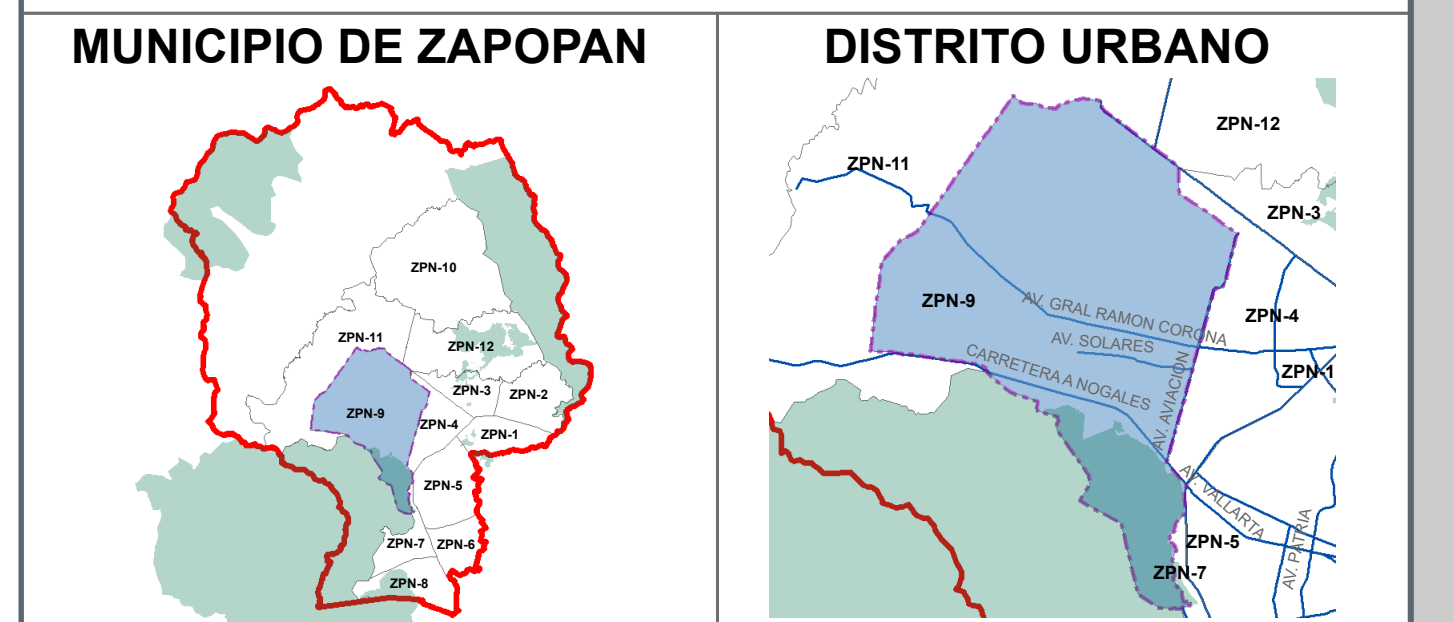 MUNICIPIO DE ZAPOPAN
ZPN-10
ZPN-11
ZPN-12
ZPN-3
ZPN-2
ZPN-9
ZPN-4
ZPN-1
ZPN-5
ZPN-7
ZPN-6
ZPN-8
DISTRITO URBANO
ZPN-12
ZPN-11
ZPN-3
ZPN-9
AV. GRAL RAMON CORONA
ZPN-4
AV. SOLARES
CARRETERA A NOGALES
ZPN-1
AV. AVIACION
AV. VALLARTA
AV. PATRIA
ZPN-5
ZPN-7